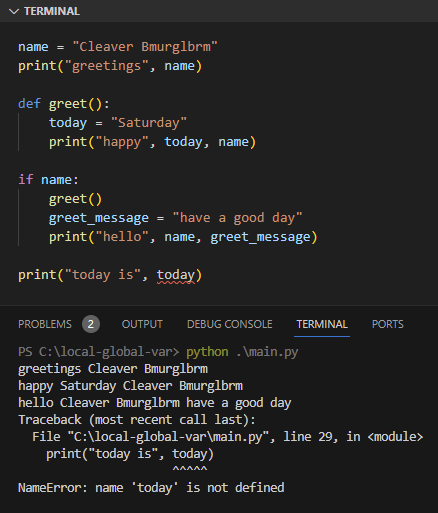 TERMINAL
name = "Cleaver Bmurglbrm"
print("greetings", name)
def greet():
    today = "Saturday"
    print("happy", today, name)
if name:
    greet()
    greet_message = "have a good day"
    print("hello", name, greet_message)
print("today is", today)
PROBLEMS 2 OUTPUT DEBUG CONSOLE TERMINAL PORTS
PS C:\local-global-var> python .\main.py
greetings Cleaver Bmurglbrm
happy Saturday Cleaver Bmurglbrm
hello Cleaver Bmurglbrm have a good day
Traceback (most recent call last):
  File "C:\local-global-var\main.py", line 29, in <module>
    print("today is", today)
                      ^^^^^
NameError: name 'today' is not defined